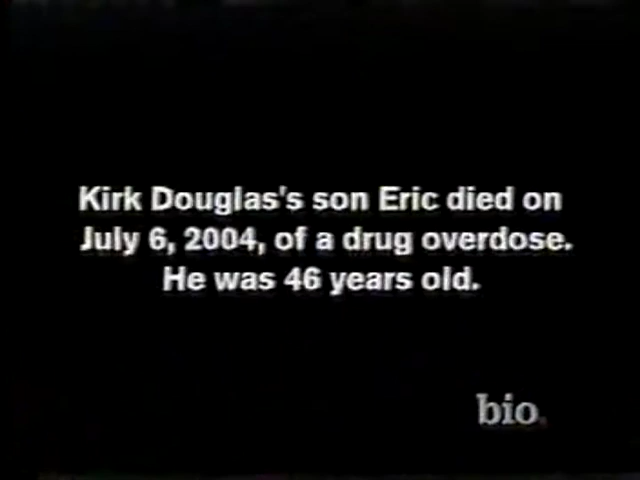 Kirk Douglas's son Eric died on
July 6, 2004, of a drug overdose.
He was 46 years old.
bio.